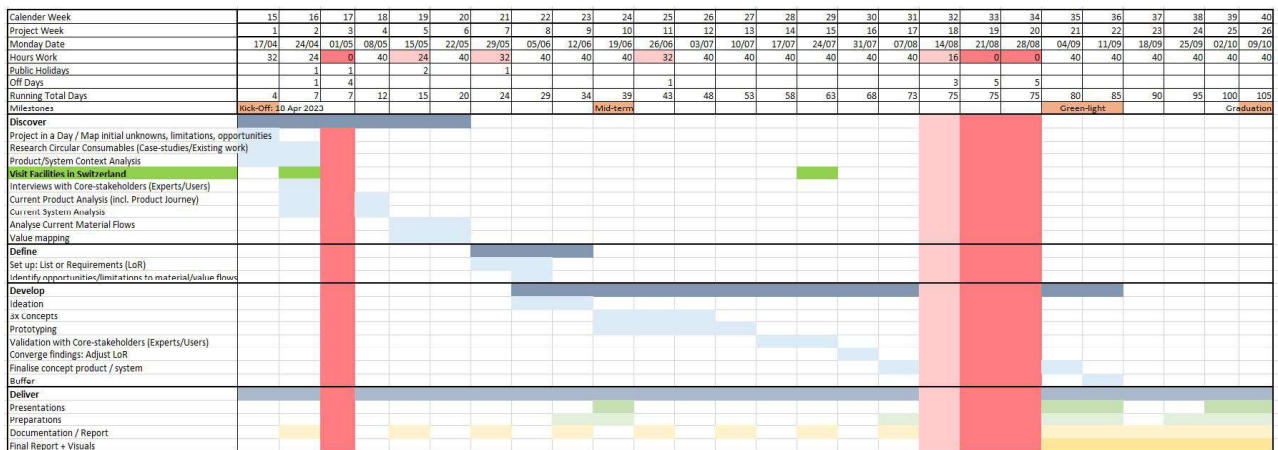 Calender Week 15 16 17 18 19 20 21 22 23 24 25 26 27 28 29 30 31 32 33 34 35 36 37 38 39 40
Project Week 1 2 3 4 5 6 7 8 9 10 11 12 13 14 15 16 17 18 19 20 21 22 23 24 25 26
Monday Date 17/04 24/04 01/05 08/05 15/05 22/05 29/05 05/06 12/06 19/06 26/06 03/07 10/07 17/07 24/07 31/07 07/08 14/08 21/08 28/08 04/09 11/09 18/09 25/09 02/10 09/10
Hours Work 32 24 0 40 24 40 32 40 40 40 32 40 40 40 40 40 40 16 0 0 40 40 40 40 40 40
Public Holidays 1 1 2 1
Off Days 1 4 1 3 5 5
Running Total Days 4 7 7 12 15 20 24 29 34 39 43 48 53 58 63 68 73 75 75 75 80 85 90 95 100 105
Milestones Kick-Off: 18 Apr 2023 Mid-term Green-light Graduation
Discover
Project in a Day / Map initial unknowns, limitations, opportunities
Research Circular Consumables (Case-studies/Existing work)
Product/System Context Analysis
Visit Facilities in Switzerland
Interviews with Core-stakeholders (Experts/Users)
Current Product Analysis (incl. Product Journey)
Current System Analysis
Analyse Current Material Flows
Value mapping
Define
Set up: List or Requirements (LoR)
Identify opportunities/limitations to material/value flows
Develop
Ideation
3x Concepts
Prototyping
Validation with Core-stakeholders (Experts/Users)
Converge findings: Adjust LoR
Finalise concept product / system
Buffer
Deliver
Presentations
Preparations
Documentation / Report
Final Report + Visuals